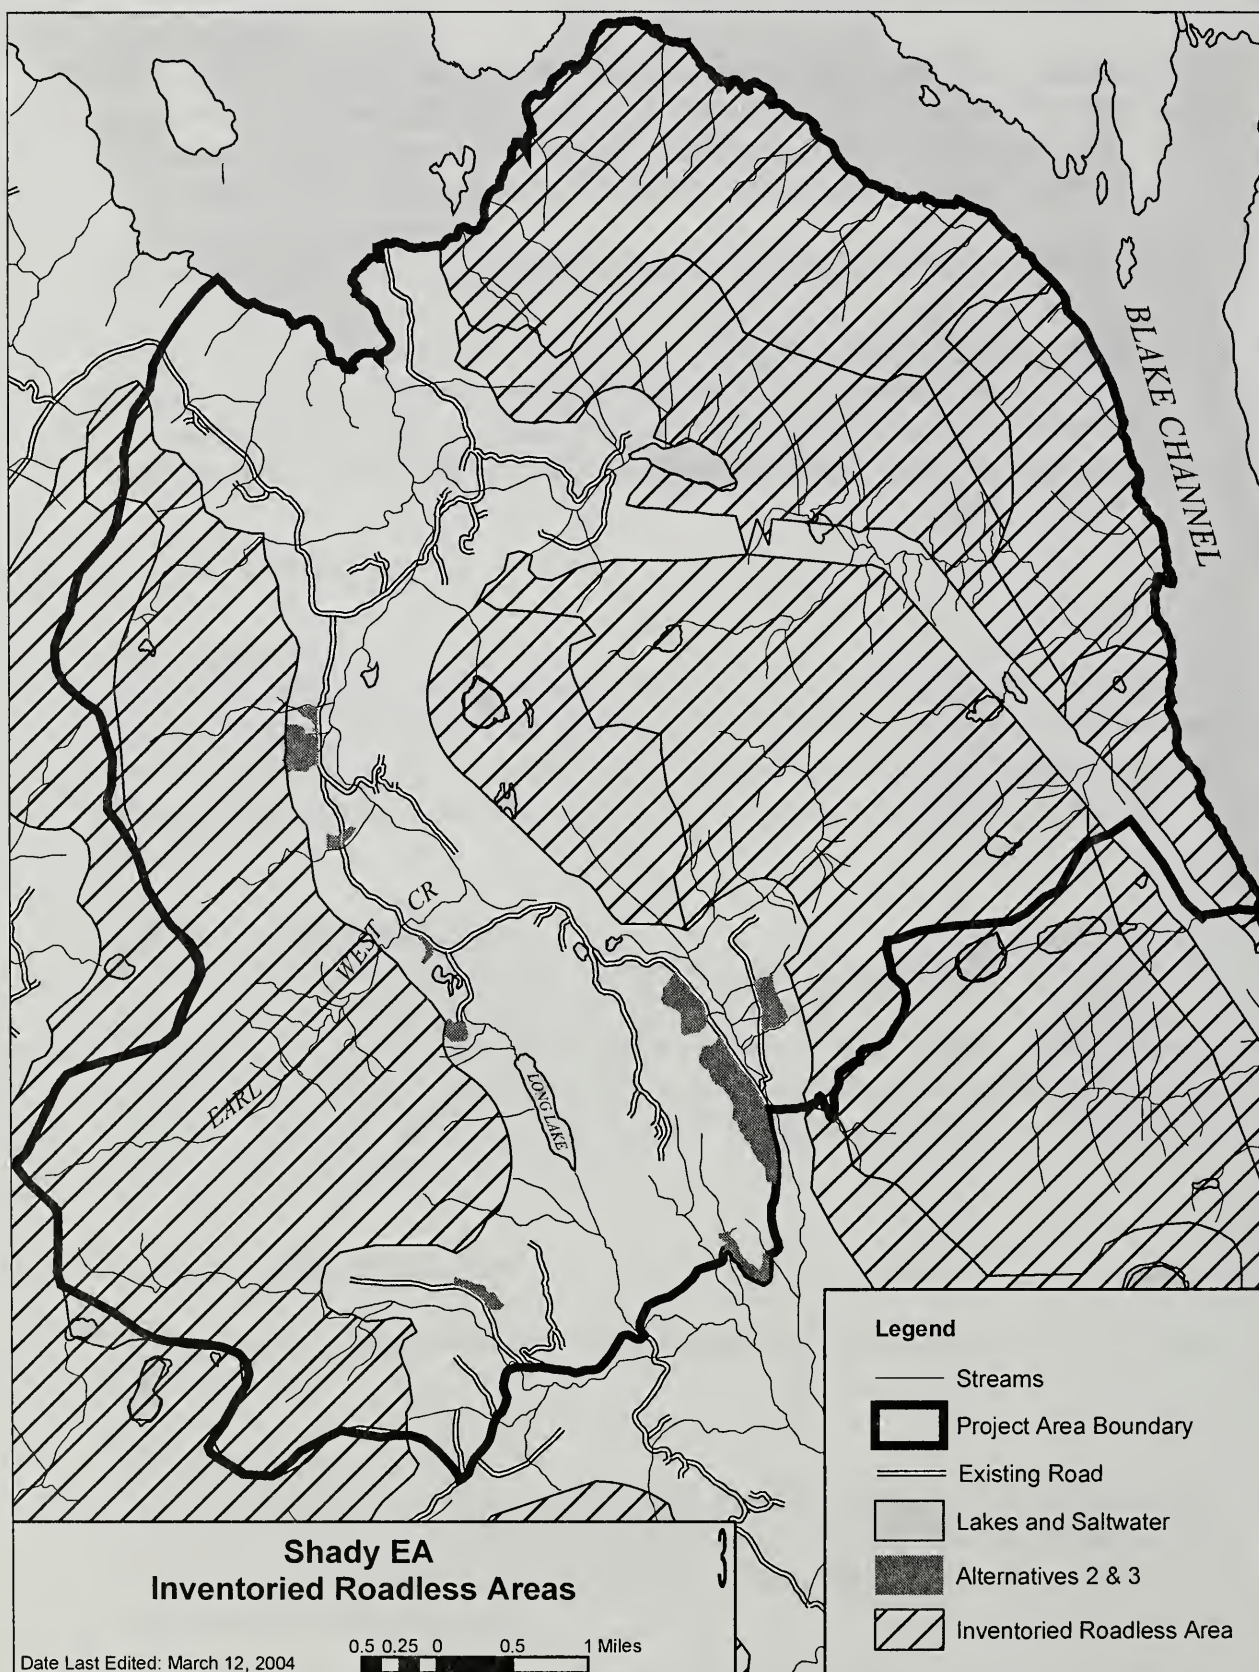 BLAKE CHANNEL
WEST CR
EARL
LONG LAKE
Legend
Streams
Project Area Boundary
Existing Road
Lakes and Saltwater
Alternatives 2 & 3
Inventoried Roadless Area
Shady EA
Inventoried Roadless Areas
0.5 0.25 0 0.5 1 Miles
Date Last Edited: March 12, 2004